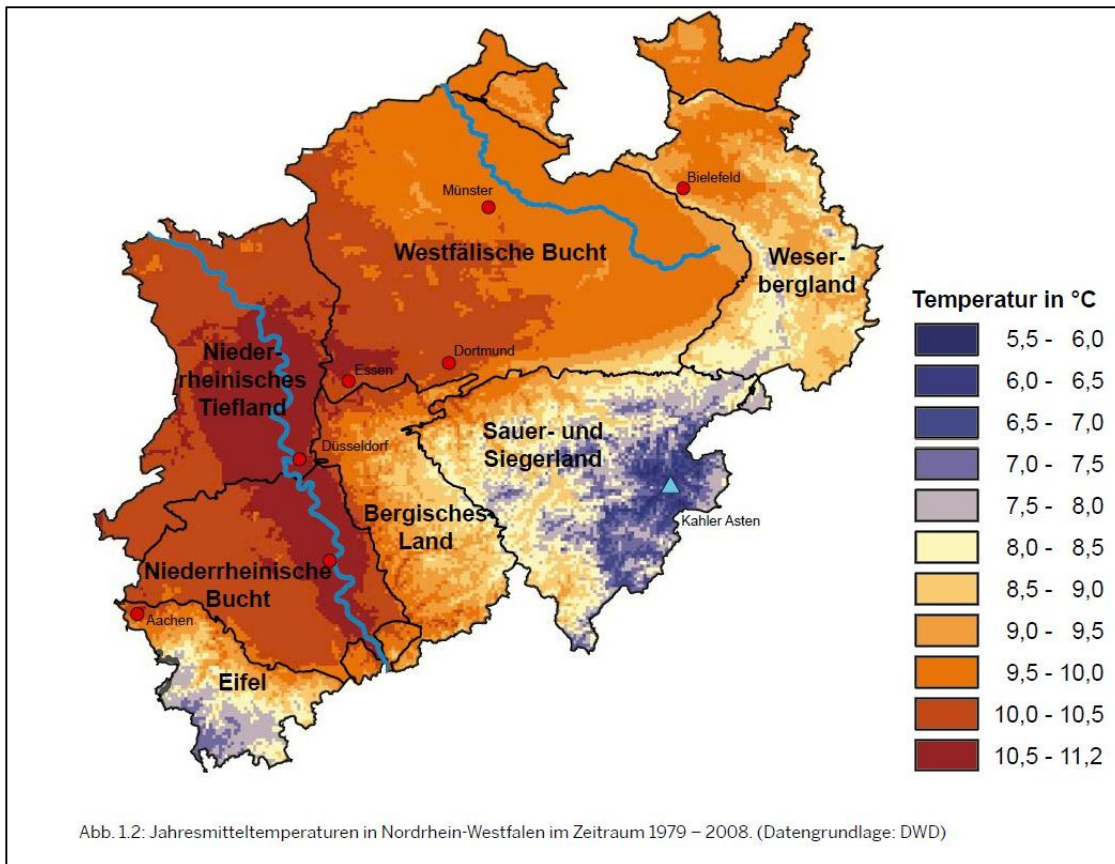 Bielefeld
Münster
Westfälische Bucht
Weser-
bergland
Temperatur in °C
5,5 - 6,0
6,0 - 6,5
6,5 - 7,0
7,0 - 7,5
7,5 - 8,0
8,0 - 8,5
8,5 - 9,0
9,0 - 9,5
9,5 - 10,0
10,0 - 10,5
10,5 - 11,2
Nieder-
rheinisches
Tiefland
Dortmund
Essen
Düsseldorf
Sauer- und
Siegerland
Kahler Asten
Bergisches-
Land
Niederrheinische
Bucht
Aachen
Eifel
Abb. 1.2: Jahresmitteltemperaturen in Nordrhein-Westfalen im Zeitraum 1979 – 2008. (Datengrundlage: DWD)